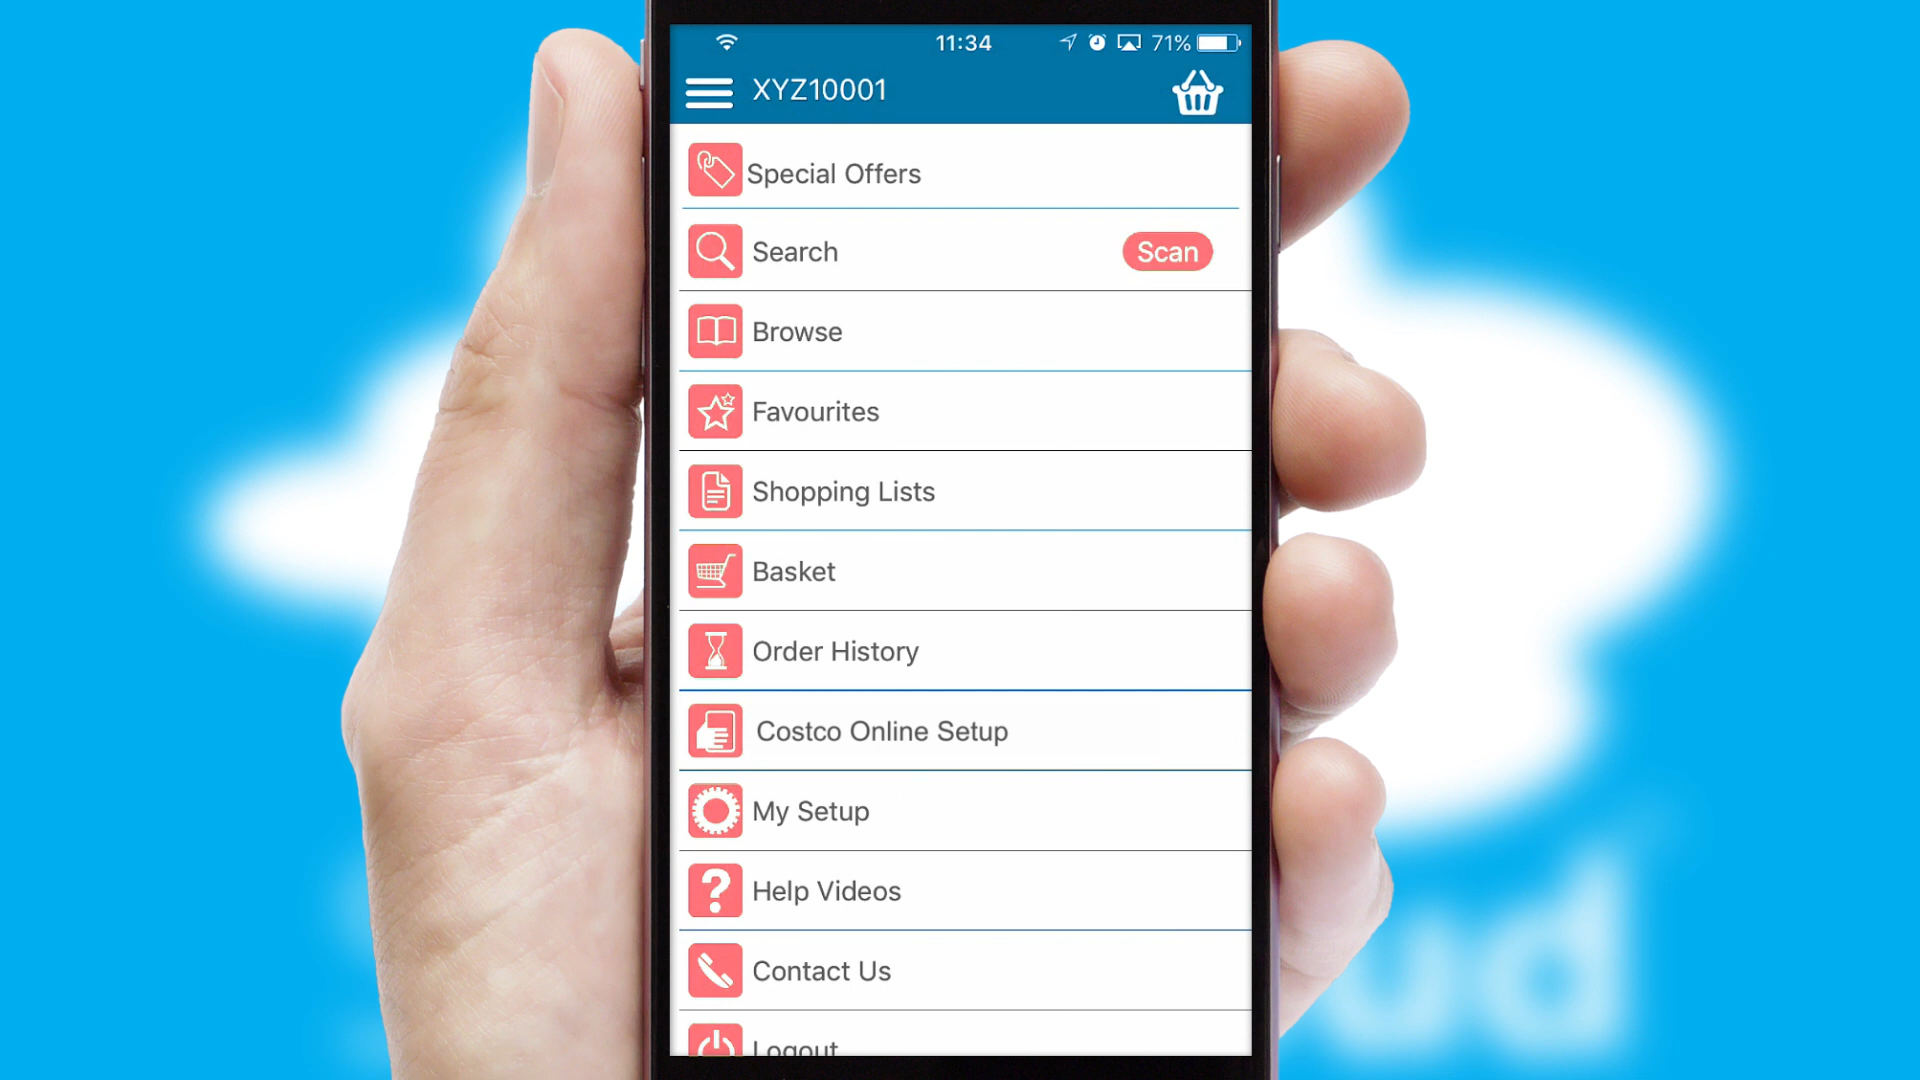 11:34
71%
XYZ10001
Special Offers
Search
Scan
Browse
Favourites
Shopping Lists
Basket
Order History
Costco Online Setup
My Setup
Help Videos
Contact Us
Logout
ud